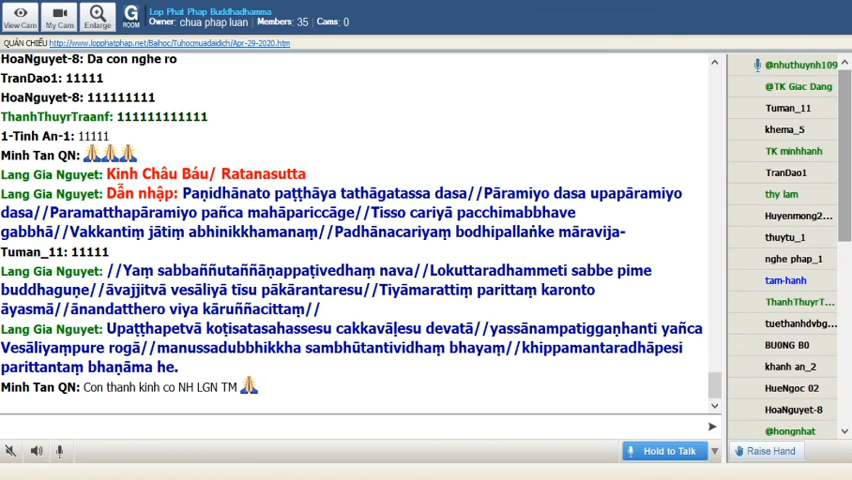 View Cam
My Cam
Enlarge
G
ROOM
Lop Phat Phap Buddhadhamma
Owner: chua phap luan Members: 35 Cams: 0
QUÁN CHIẾU http://www.lopphatphap.net/Baihoc/Tuhocmuadaidich/Apr-29-2020.htm
HoaNguyet-8: Da con nghe ro
TranDao1: 11111
HoaNguyet-8: 111111111
ThanhThuyrTraanf: 111111111111
1-Tinh An-1: 11111
Minh Tan QN: 🙏🙏🙏
Lang Gia Nguyet: Kinh Châu Báu/ Ratanasutta
Lang Gia Nguyet: Dẫn nhập: Paṇidhānato paṭṭhāya tathāgatassa dasa//Pāramiyo dasa upapāramiyo
dasa//Paramatthapāramiyo pañca mahāpariccāge//Tisso cariyā pacchimabbhave
gabbhā//Vakkantiṃ jātiṃ abhinikkhamanaṃ//Padhānacariyaṃ bodhipallaṅke māravija-
Tuman_11: 11111
Lang Gia Nguyet: //Yaṃ sabbaññutaññāṇappaṭivedhaṃ nava//Lokuttaradhammeti sabbe pime
buddhaguṇe//āvajjitvā vesāliyā tīsu pākārantaresu//Tiyāmarattiṃ parittaṃ karonto
āyasmā//ānandatthero viya kāruññacittaṃ//
Lang Gia Nguyet: Upaṭṭhapetvā koṭisatasahassesu cakkavāḷesu devatā//yassānampatiggaṇhanti yañca
Vesāliyaṃpure rogā//manussadubbhikkha sambhūtantividhaṃ bhayaṃ//khippamantaradhāpesi
parittantaṃ bhaṇāma he.
Minh Tan QN: Con thanh kinh co NH LGN TM 🙏
@nhuthuynh109
@TK Giac Dang
Tuman_11
khema_5
TK minhhanh
TranDao1
thy lam
Huyenmong2...
thuytu_1
nghe phap_1
tam-hanh
ThanhThuyrT...
tuethanhdvbg...
BU0NG B0
khanh an_2
HueNgoc 02
HoaNguyet-8
@hongnhat
Hold to Talk
Raise Hand